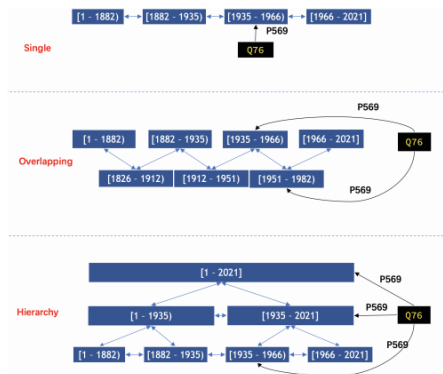 [1 - 1882) [1882 - 1935) [1935 - 1966) [1966 - 2021]
P569
Single
Q76
P569
[1 - 1882) [1882 - 1935) [1935 - 1966) [1966 - 2021]
Q76
Overlapping
[1826 - 1912) [1912 - 1951) [1951 - 1982)
P569
[1 - 2021]
P569
Hierarchy
[1 - 1935) [1935 - 2021]
P569
Q76
P569
[1 - 1882) [1882 - 1935) [1935 - 1966) [1966 - 2021]